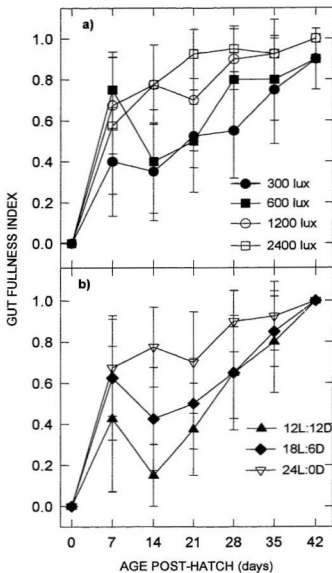 GUT FULLNESS INDEX
a)
1.0
0.8
0.6
0.4
0.2
0.0
300 lux
600 lux
1200 lux
2400 lux
b)
1.0
0.8
0.6
0.4
0.2
0.0
12L:12D
18L:6D
24L:0D
0 7 14 21 28 35 42
AGE POST-HATCH (days)